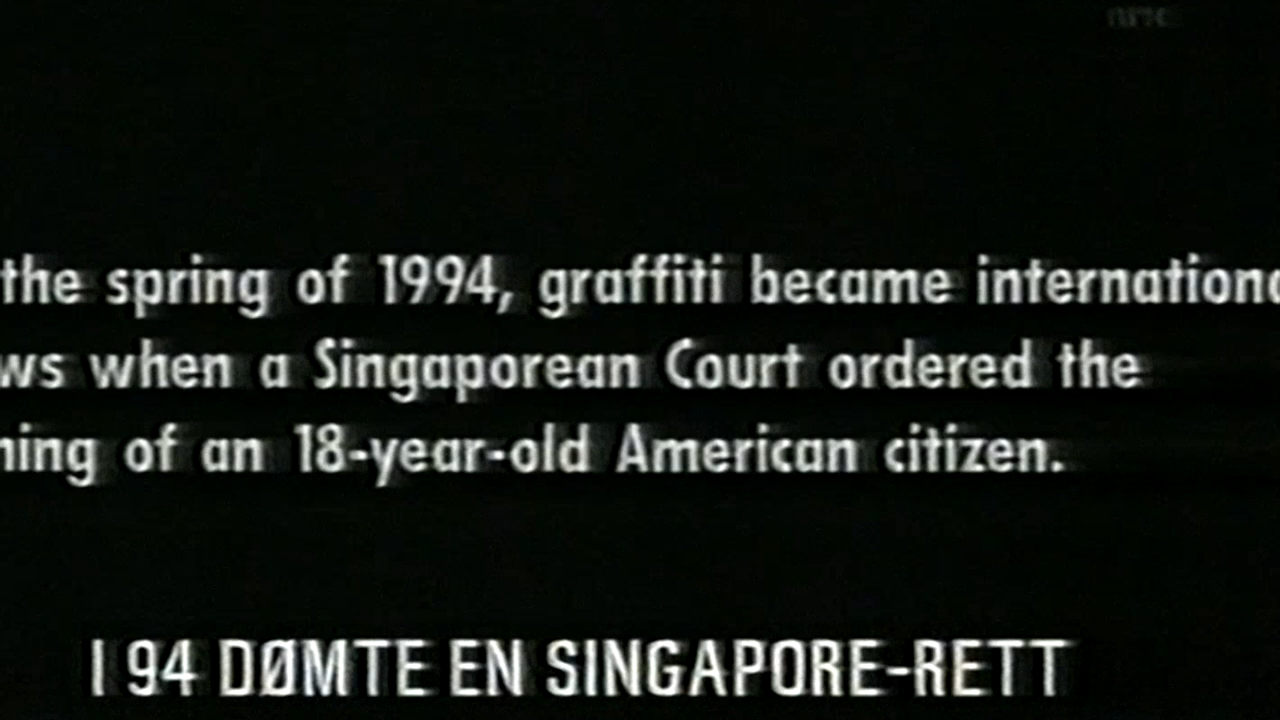 the spring of 1994, graffiti became internationa
ws when a Singaporean Court ordered the
ning of an 18-year-old American citizen.
I 94 DØMTE EN SINGAPORE-RETT